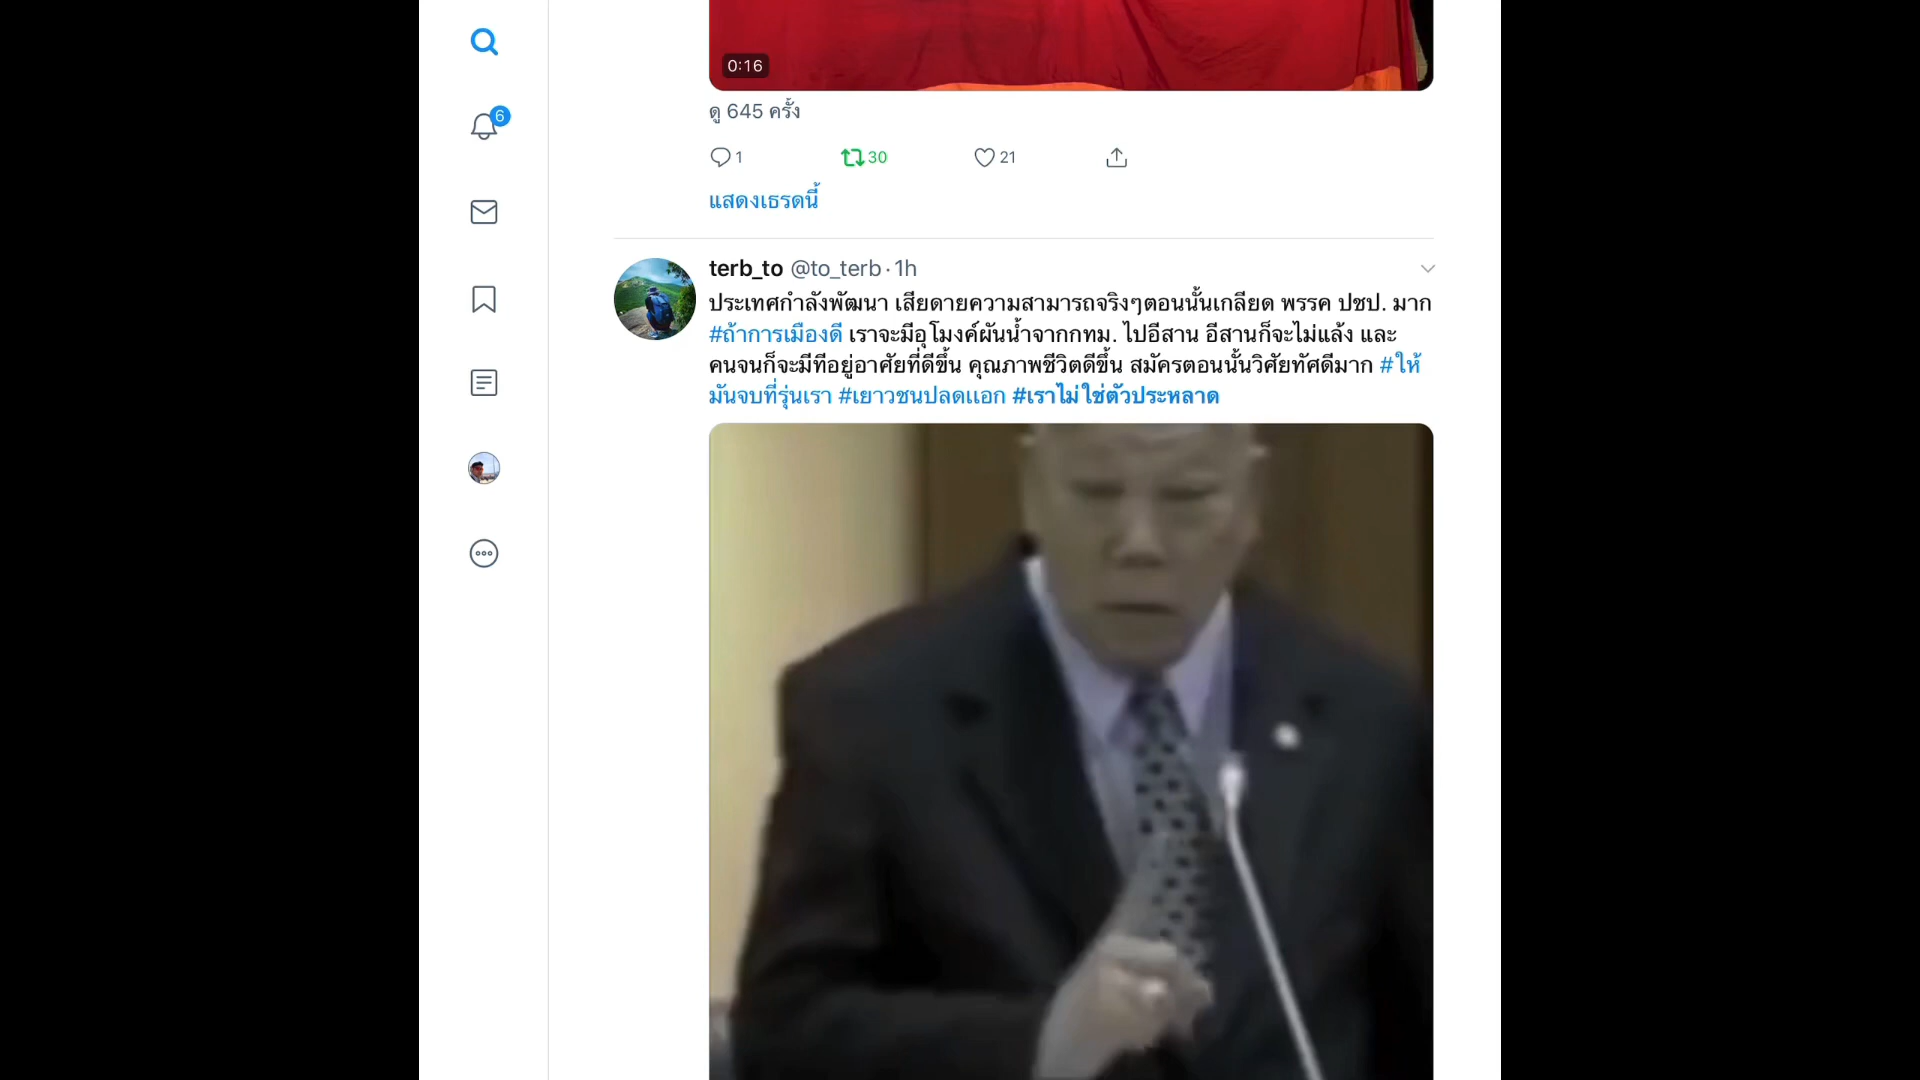 0:16
ดู 645 ครั้ง
1 30 21
แสดงเธรดนี้
6
terb_to @to_terb · 1h
ประเทศกำลังพัฒนา เสียดายความสามารถจริงๆตอนนั้นเกลียด พรรค ปชป. มาก
#ถ้าการเมืองดี เราจะมีอุโมงค์ผันน้ำจากกทม. ไปอีสาน อีสานก็จะไม่แล้ง และ
คนจนก็จะมีทีอยู่อาศัยที่ดีขึ้น คุณภาพชีวิตดีขึ้น สมัครตอนนั้นวิศัยทัศดีมาก #ให้
มันจบที่รุ่นเรา #เยาวชนปลดแอก #เราไม่ใช่ตัวประหลาด